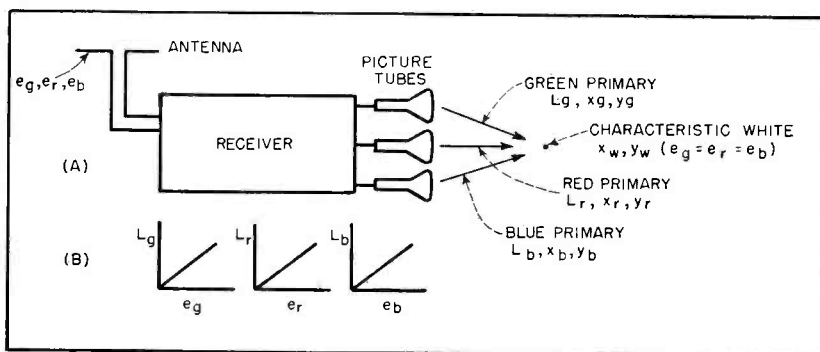 ANTENNA
eg, er, eb
PICTURE
TUBES
RECEIVER
(A)
GREEN PRIMARY
Lg, xg, yg
CHARACTERISTIC WHITE
xw, yw (eg = er = eb)
RED PRIMARY
Lr, xr, yr
BLUE PRIMARY
Lb, xb, yb
(B)
Lg Lr Lb
eg er eb